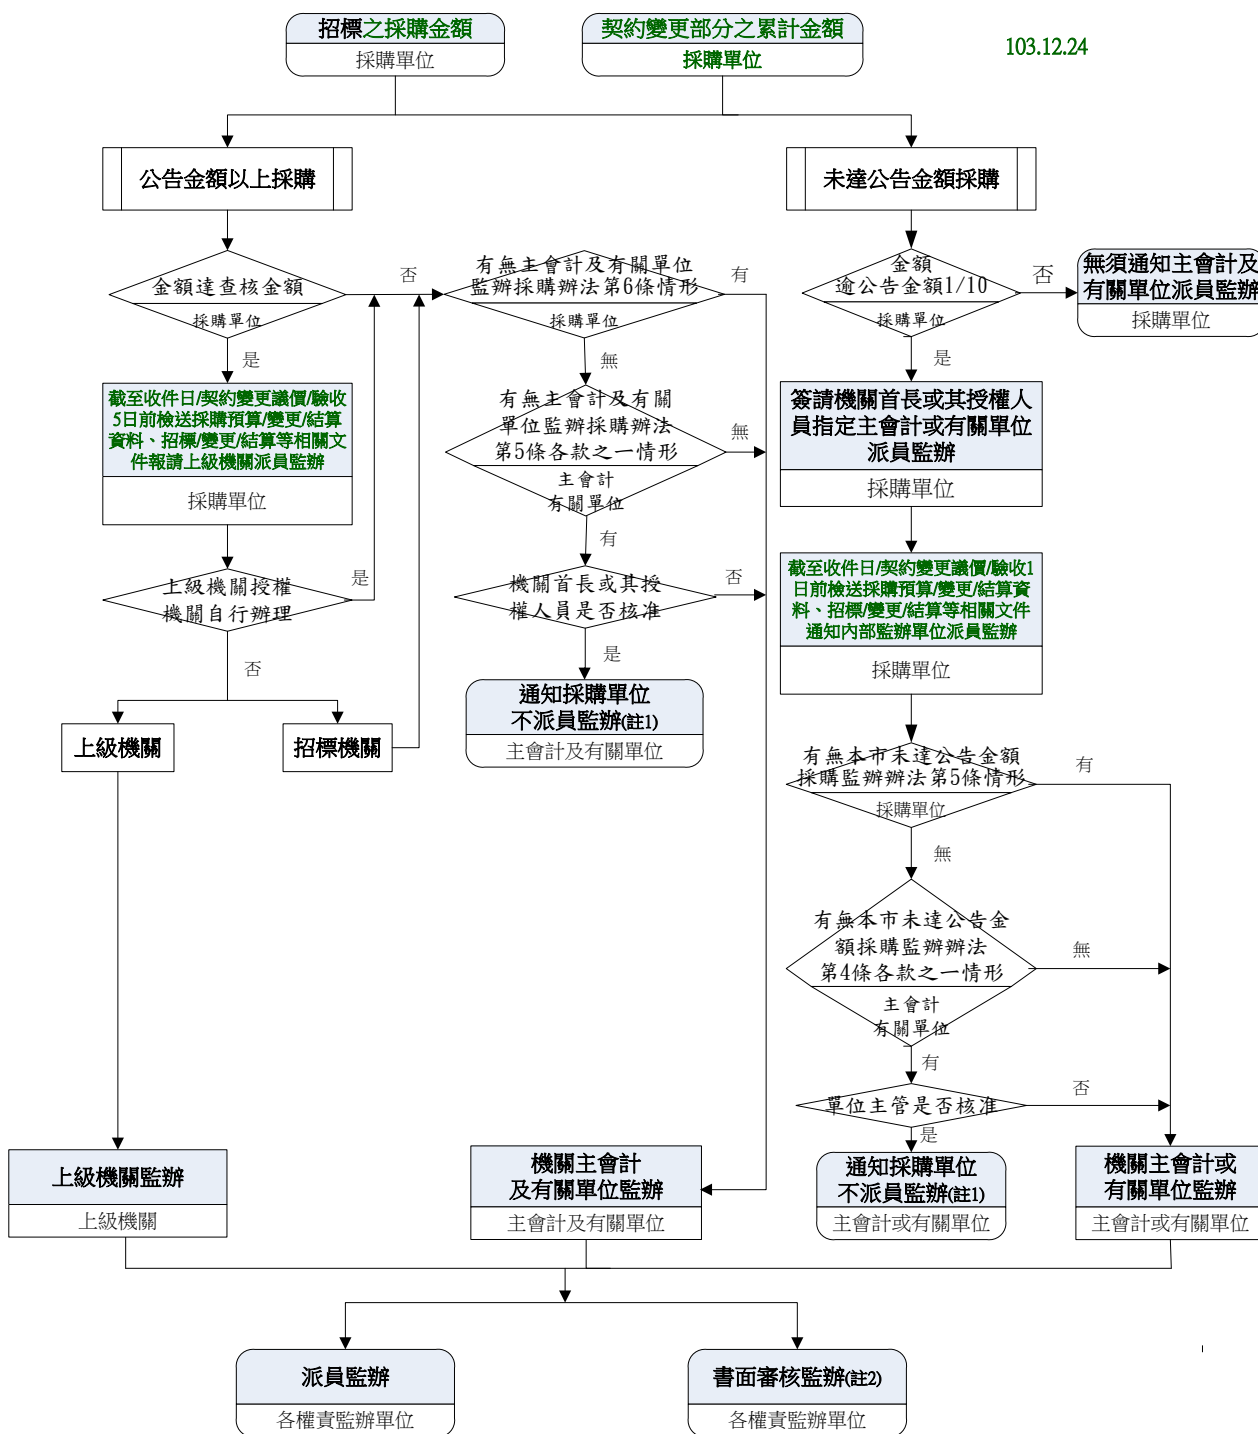 招標之採購金額
採購單位
契約變更部分之累計金額
採購單位
103.12.24
公告金額以上採購
未達公告金額採購
金額達查核金額
採購單位
否
是
有無主會計及有關單位
監辦採購辦法第6條情形
採購單位
有
無
金額
逾公告金額1/10
採購單位
否
是
無須通知主會計及
有關單位派員監辦
採購單位
截至收件日/契約變更議價/驗收
5日前檢送採購預算/變更/結算
資料、招標/變更/結算等相關文
件報請上級機關派員監辦
採購單位
有無主會計及有關
單位監辦採購辦法
第5條各款之一情形
主會計
有關單位
無
有
簽請機關首長或其授權人
員指定主會計或有關單位
派員監辦
採購單位
上級機關授權
機關自行辦理
是
否
機關首長或其授
權人員是否核准
否
是
截至收件日/契約變更議價/驗收1
日前檢送採購預算/變更/結算資
料、招標/變更/結算等相關文件
通知內部監辦單位派員監辦
採購單位
上級機關
招標機關
通知採購單位
不派員監辦(註1)
主會計及有關單位
有無本市未達公告金額
採購監辦辦法第5條情形
採購單位
有
無
有無本市未達公告金
額採購監辦辦法
第4條各款之一情形
主會計
有關單位
無
有
單位主管是否核准
否
是
上級機關監辦
上級機關
機關主會計
及有關單位監辦
主會計及有關單位
通知採購單位
不派員監辦(註1)
主會計或有關單位
機關主會計或
有關單位監辦
主會計或有關單位
派員監辦
各權責監辦單位
書面審核監辦(註2)
各權責監辦單位